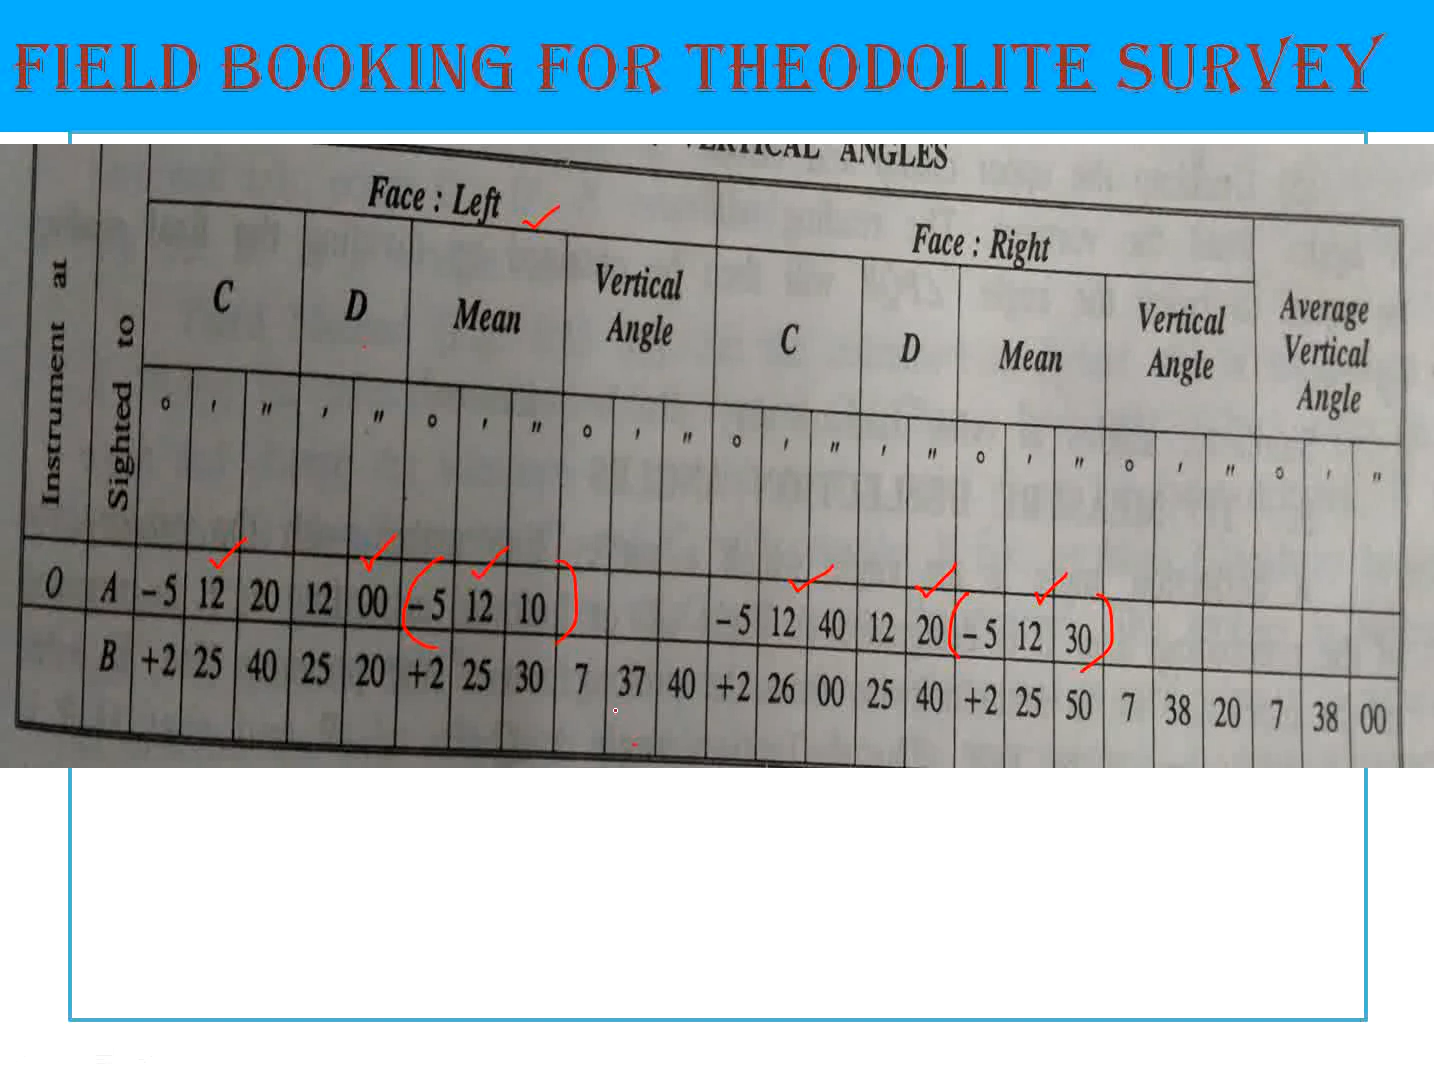 FIELD BOOKING FOR THEODOLITE SURVEY
VERTICAL ANGLES
Instrument at
Sighted to
Face : Left
Face : Right
C
D
Mean
Vertical
Angle
C
D
Mean
Vertical
Angle
Average
Vertical
Angle
° ′ ″ ′ ″ ° ′ ″ ° ′ ″ ° ′ ″ ′ ″ ° ′ ″ ° ′ ″ ° ′ ″
O A −5 12 20 12 00 −5 12 10 −5 12 40 12 20 −5 12 30
B +2 25 40 25 20 +2 25 30 7 37 40 +2 26 00 25 40 +2 25 50 7 38 20 7 38 00